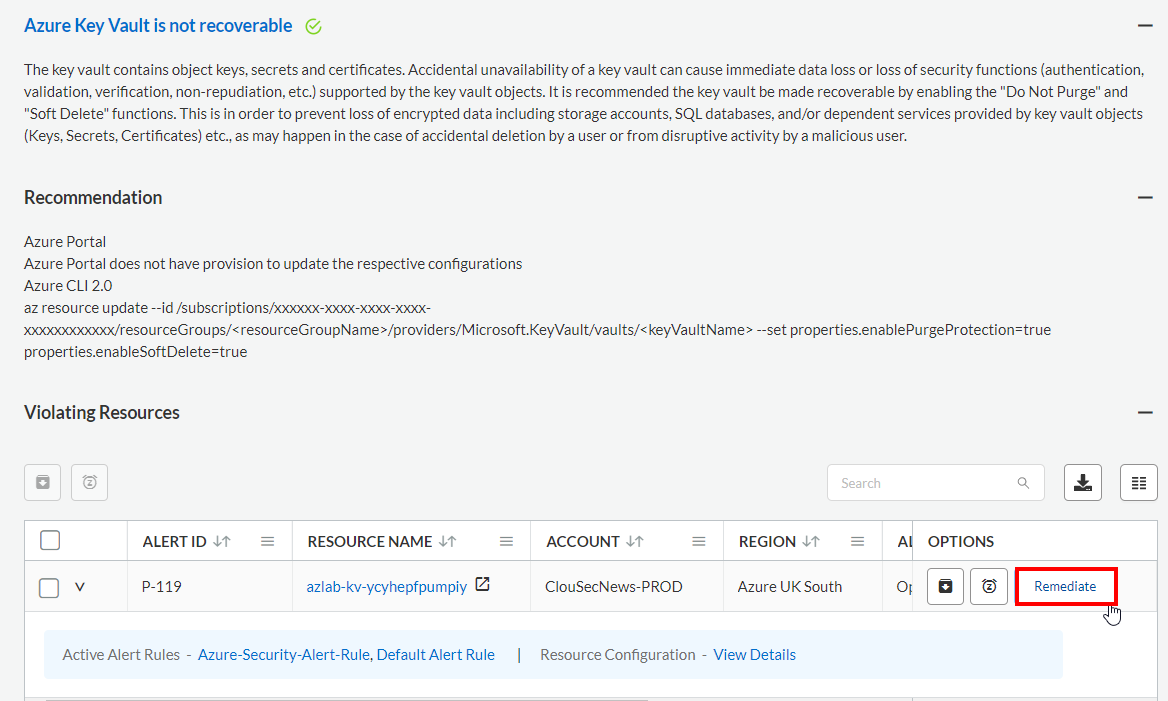 Azure Key Vault is not recoverable
The key vault contains object keys, secrets and certificates. Accidental unavailability of a key vault can cause immediate data loss or loss of security functions (authentication,
validation, verification, non-repudiation, etc.) supported by the key vault objects. It is recommended the key vault be made recoverable by enabling the "Do Not Purge" and
"Soft Delete" functions. This is in order to prevent loss of encrypted data including storage accounts, SQL databases, and/or dependent services provided by key vault objects
(Keys, Secrets, Certificates) etc., as may happen in the case of accidental deletion by a user or from disruptive activity by a malicious user.
Recommendation
Azure Portal
Azure Portal does not have provision to update the respective configurations
Azure CLI 2.0
az resource update --id /subscriptions/xxxxxx-xxxx-xxxx-xxxx-
xxxxxxxxxxxx/resourceGroups/<resourceGroupName>/providers/Microsoft.KeyVault/vaults/<keyVaultName> --set properties.enablePurgeProtection=true
properties.enableSoftDelete=true
Violating Resources
Search
ALERT ID RESOURCE NAME ACCOUNT REGION AL OPTIONS
P-119 azlab-kv-ycyhepfpumpiy ClouSecNews-PROD Azure UK South Op Remediate
Active Alert Rules - Azure-Security-Alert-Rule, Default Alert Rule | Resource Configuration - View Details